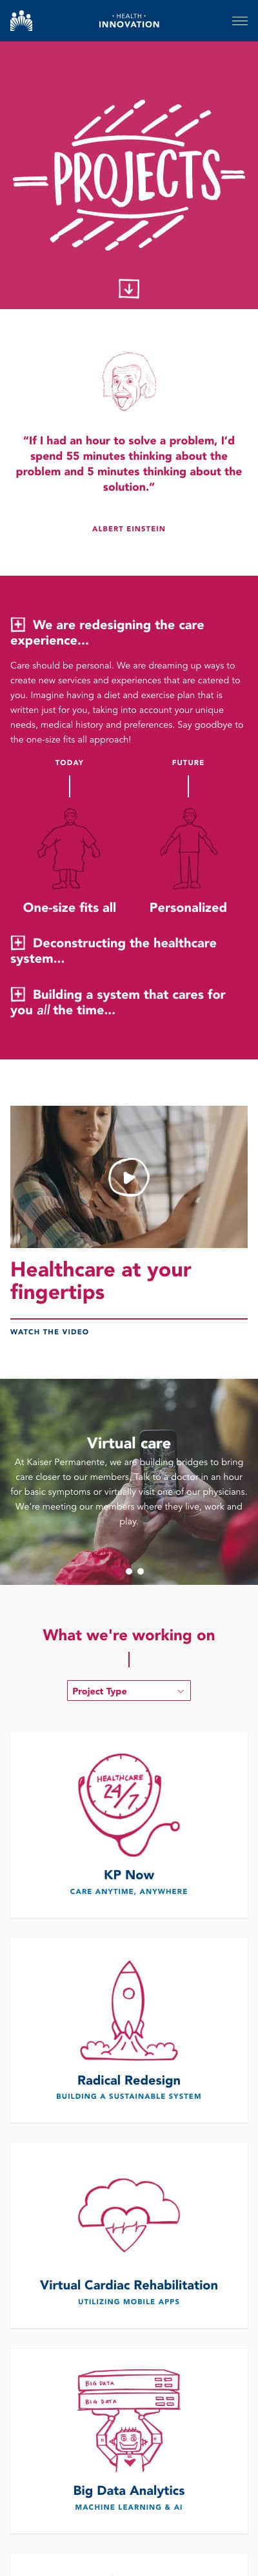 • HEALTH •
INNOVATION
PROJECTS
“If I had an hour to solve a problem, I’d
spend 55 minutes thinking about the
problem and 5 minutes thinking about the
solution.”
ALBERT EINSTEIN
We are redesigning the care
experience...
Care should be personal. We are dreaming up ways to
create new services and experiences that are catered to
you. Imagine having a diet and exercise plan that is
written just for you, taking into account your unique
needs, medical history and preferences. Say goodbye to
the one-size fits all approach!
TODAY
FUTURE
One-size fits all
Personalized
Deconstructing the healthcare
system...
Building a system that cares for
you all the time...
Healthcare at your
fingertips
WATCH THE VIDEO
Virtual care
At Kaiser Permanente, we are building bridges to bring
care closer to our members. Talk to a doctor in an hour
for basic symptoms or virtually visit one of our physicians.
We’re meeting our members where they live, work and
play.
What we're working on
Project Type
HEALTHCARE
24/7
KP Now
CARE ANYTIME, ANYWHERE
Radical Redesign
BUILDING A SUSTAINABLE SYSTEM
Virtual Cardiac Rehabilitation
UTILIZING MOBILE APPS
BIG DATA
BIG DATA
Big Data Analytics
MACHINE LEARNING & AI